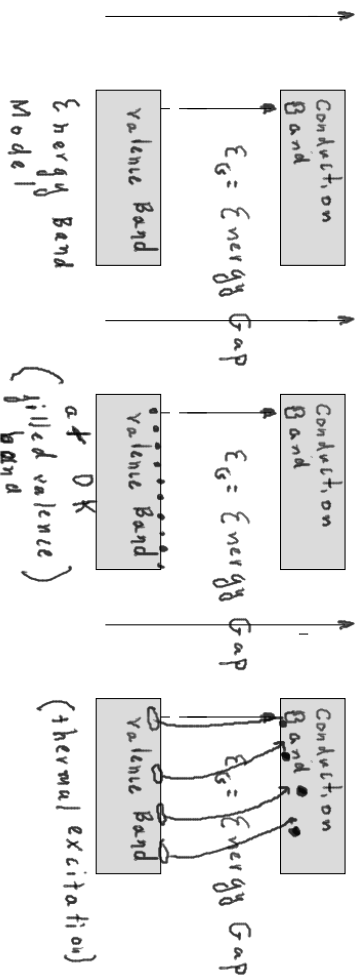 Conduction
Band
EG = Energy Gap
Valence Band
Energy Band
Model
Conduction
Band
EG = Energy Gap
Valence Band
at 0K
(filled valence
band)
Conduction
Band
EG = Energy Gap
Valence Band
(thermal excitation)